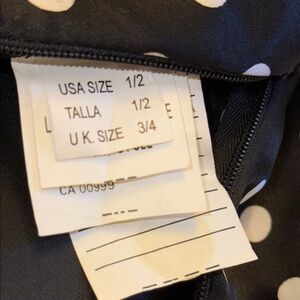 USA SIZE 1/2
TALLA 1/2
U K. SIZE 3/4
L E
CA 00999